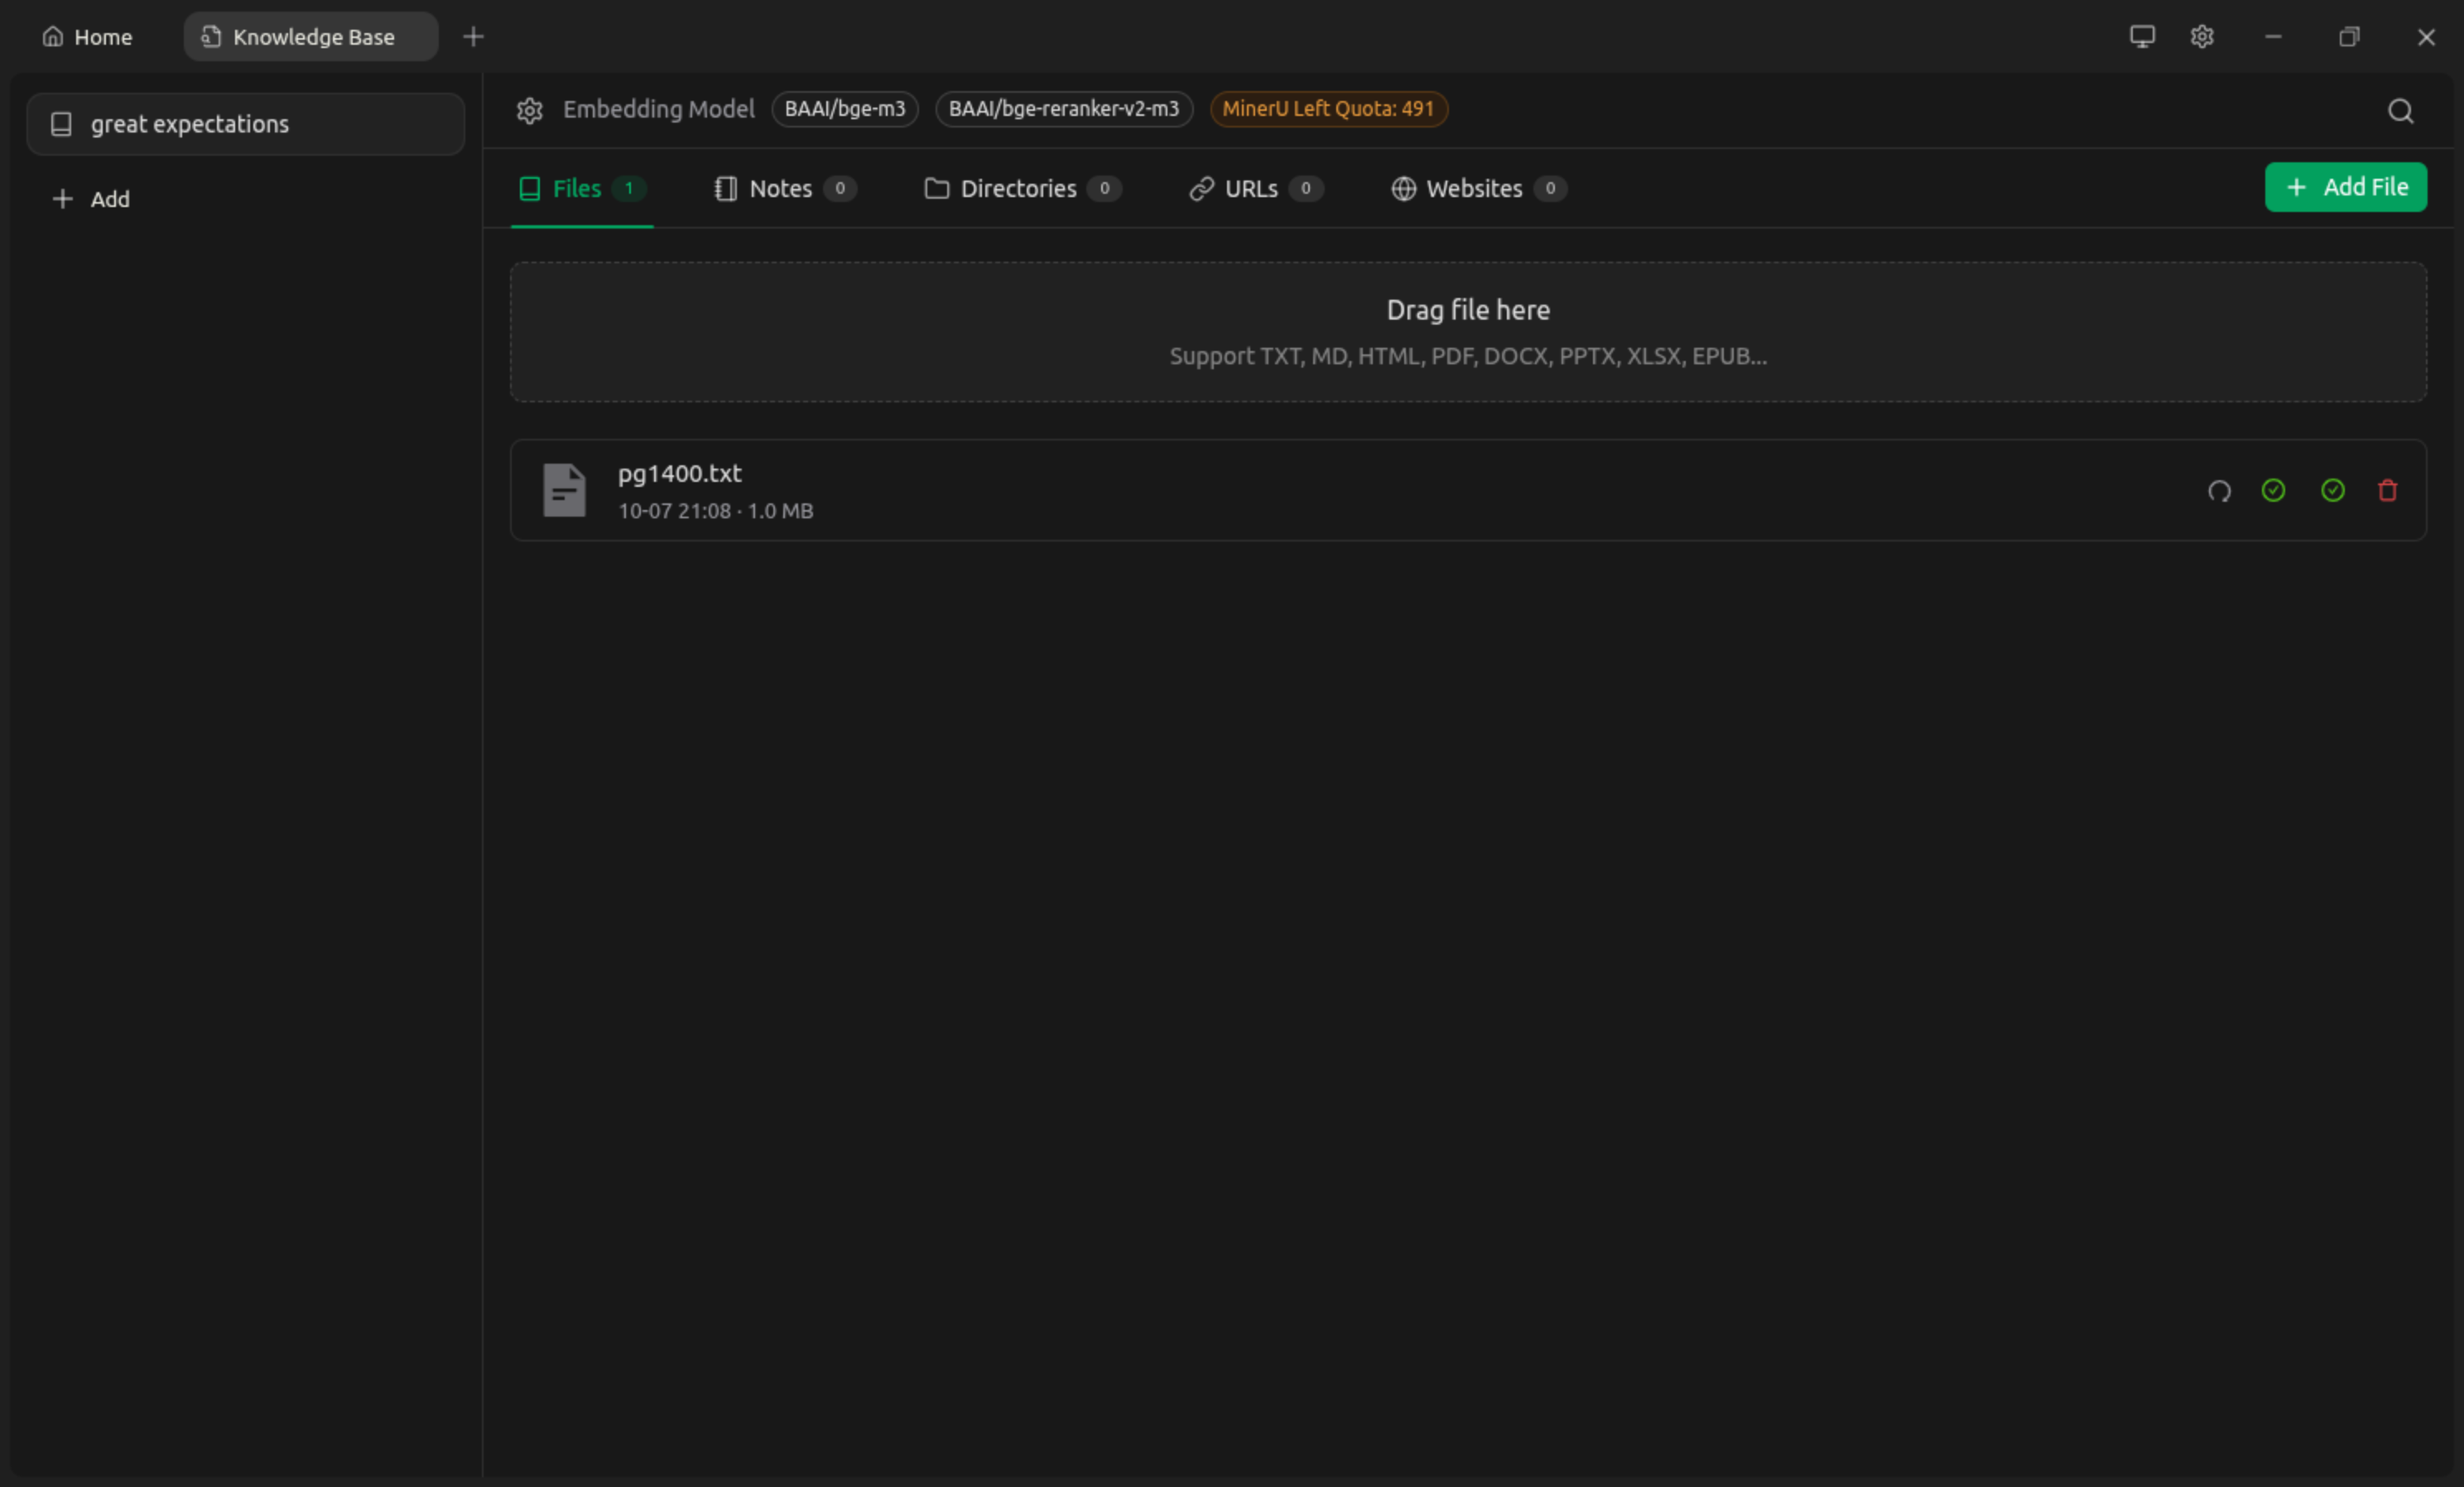 Home
Knowledge Base
great expectations
Add
Embedding Model BAAI/bge-m3 BAAI/bge-reranker-v2-m3 MinerU Left Quota: 491
Files 1 Notes 0 Directories 0 URLs 0 Websites 0 Add File
Drag file here
Support TXT, MD, HTML, PDF, DOCX, PPTX, XLSX, EPUB...
pg1400.txt
10-07 21:08 · 1.0 MB